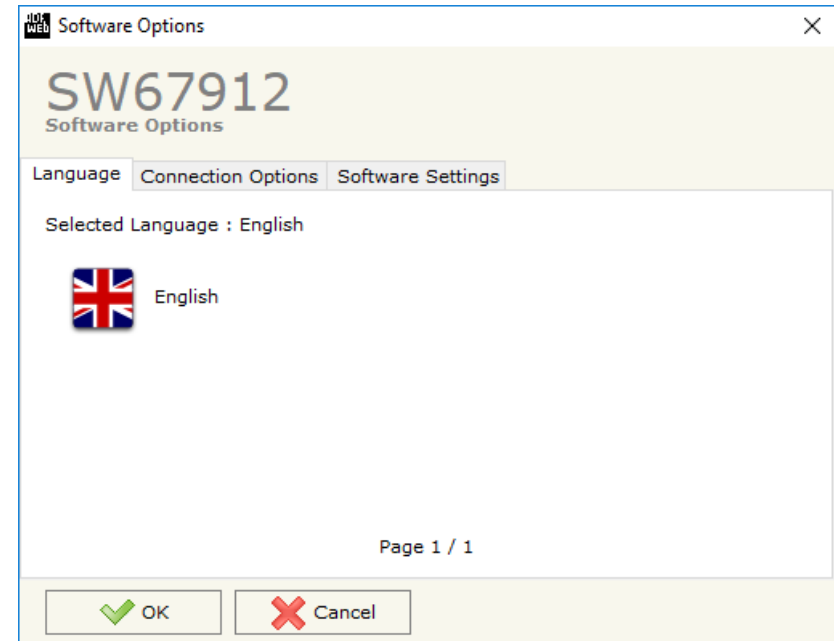 Software Options
SW67912
Software Options
Language Connection Options Software Settings
Selected Language : English
English
Page 1 / 1
OK Cancel